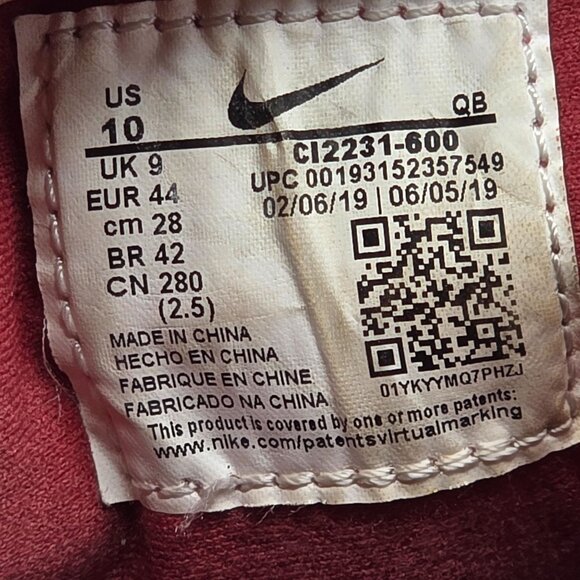 US
10
QB
UK 9
EUR 44
cm 28
BR 42
CN 280
(2.5)
CI2231-600
UPC 00193152357549
02/06/19 | 06/05/19
01YKYYMQ7PHZJ
MADE IN CHINA
HECHO EN CHINA
FABRIQUE EN CHINE
FABRICADO NA CHINA
This product is covered by one or more patents:
www.nike.com/patentsvirtualmarking